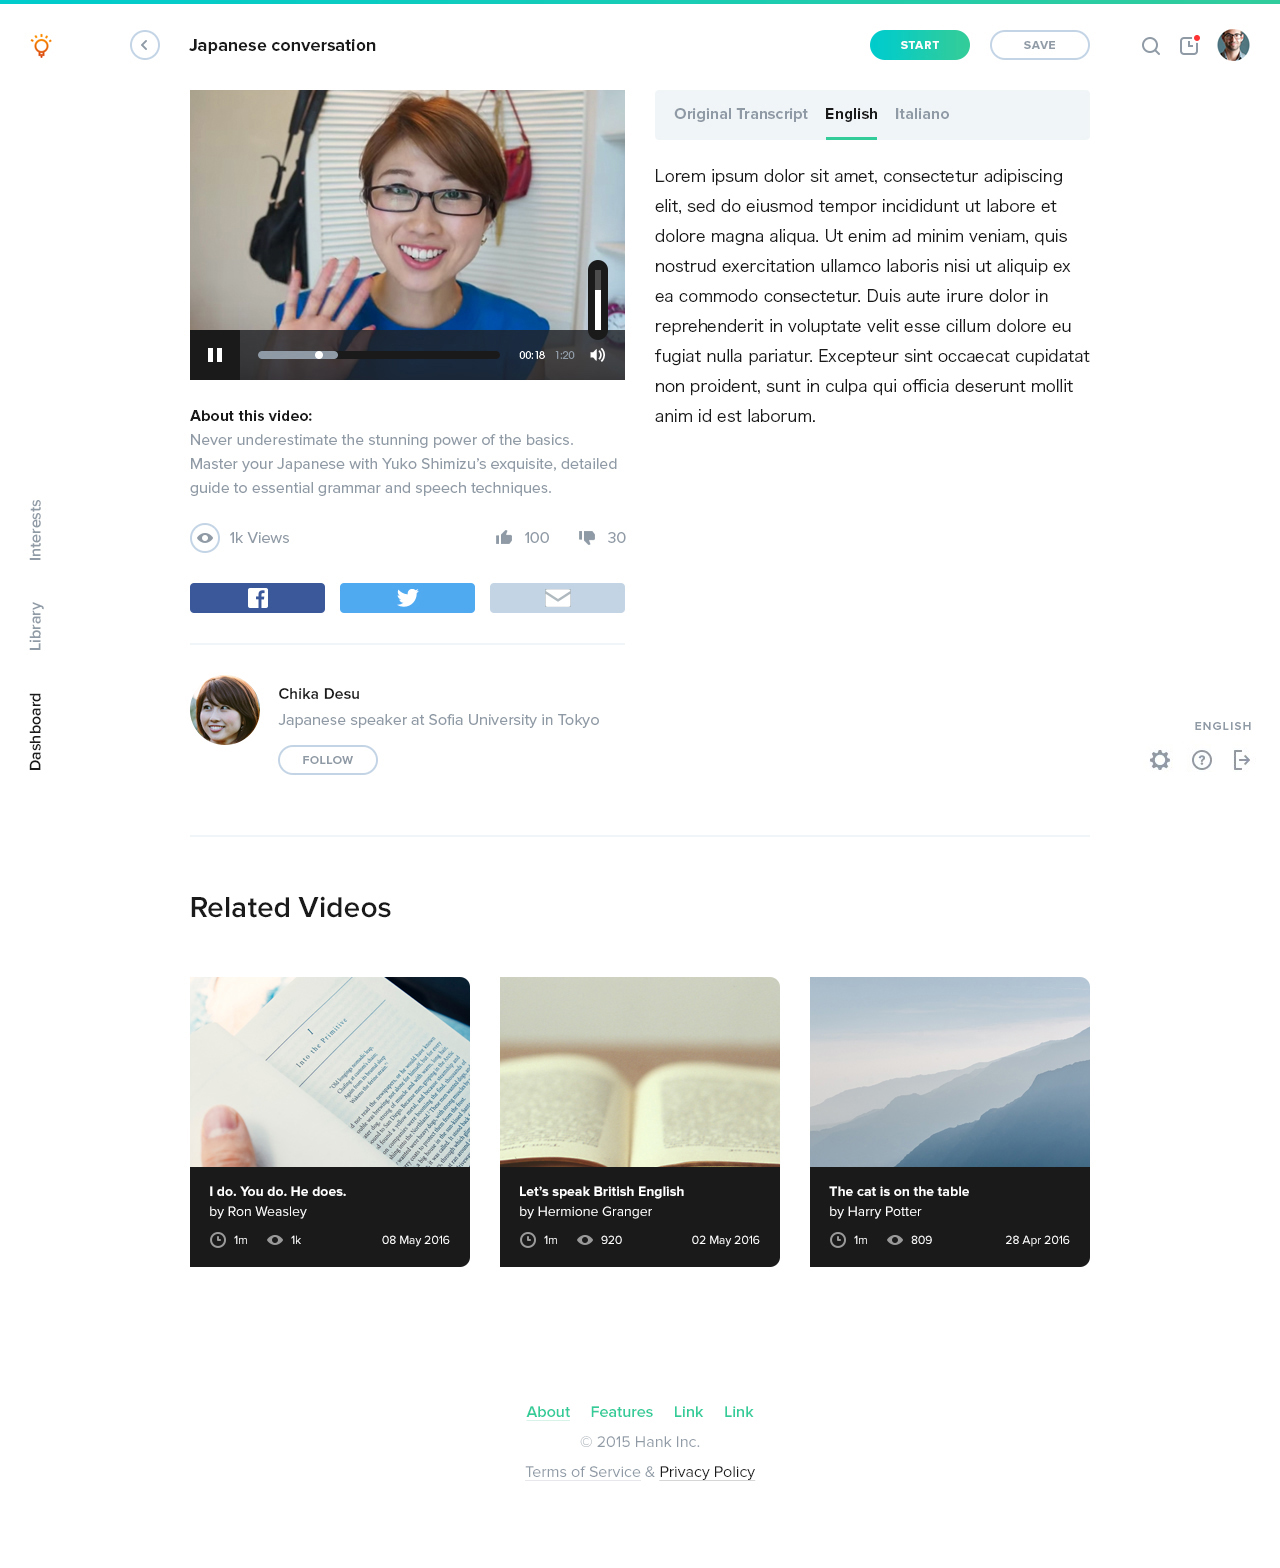 Japanese conversation
START
SAVE
Original Transcript English Italiano
Lorem ipsum dolor sit amet, consectetur adipiscing
elit, sed do eiusmod tempor incididunt ut labore et
dolore magna aliqua. Ut enim ad minim veniam, quis
nostrud exercitation ullamco laboris nisi ut aliquip ex
ea commodo consectetur. Duis aute irure dolor in
reprehenderit in voluptate velit esse cillum dolore eu
fugiat nulla pariatur. Excepteur sint occaecat cupidatat
non proident, sunt in culpa qui officia deserunt mollit
anim id est laborum.
00:18 1:20
About this video:
Never underestimate the stunning power of the basics.
Master your Japanese with Yuko Shimizu’s exquisite, detailed
guide to essential grammar and speech techniques.
1k Views
100
30
Interests
Library
Dashboard
Chika Desu
Japanese speaker at Sofia University in Tokyo
FOLLOW
ENGLISH
Related Videos
I
Into the Primitive
I do. You do. He does.
by Ron Weasley
1m 1k 08 May 2016
Let’s speak British English
by Hermione Granger
1m 920 02 May 2016
The cat is on the table
by Harry Potter
1m 809 28 Apr 2016
About Features Link Link
© 2015 Hank Inc.
Terms of Service & Privacy Policy